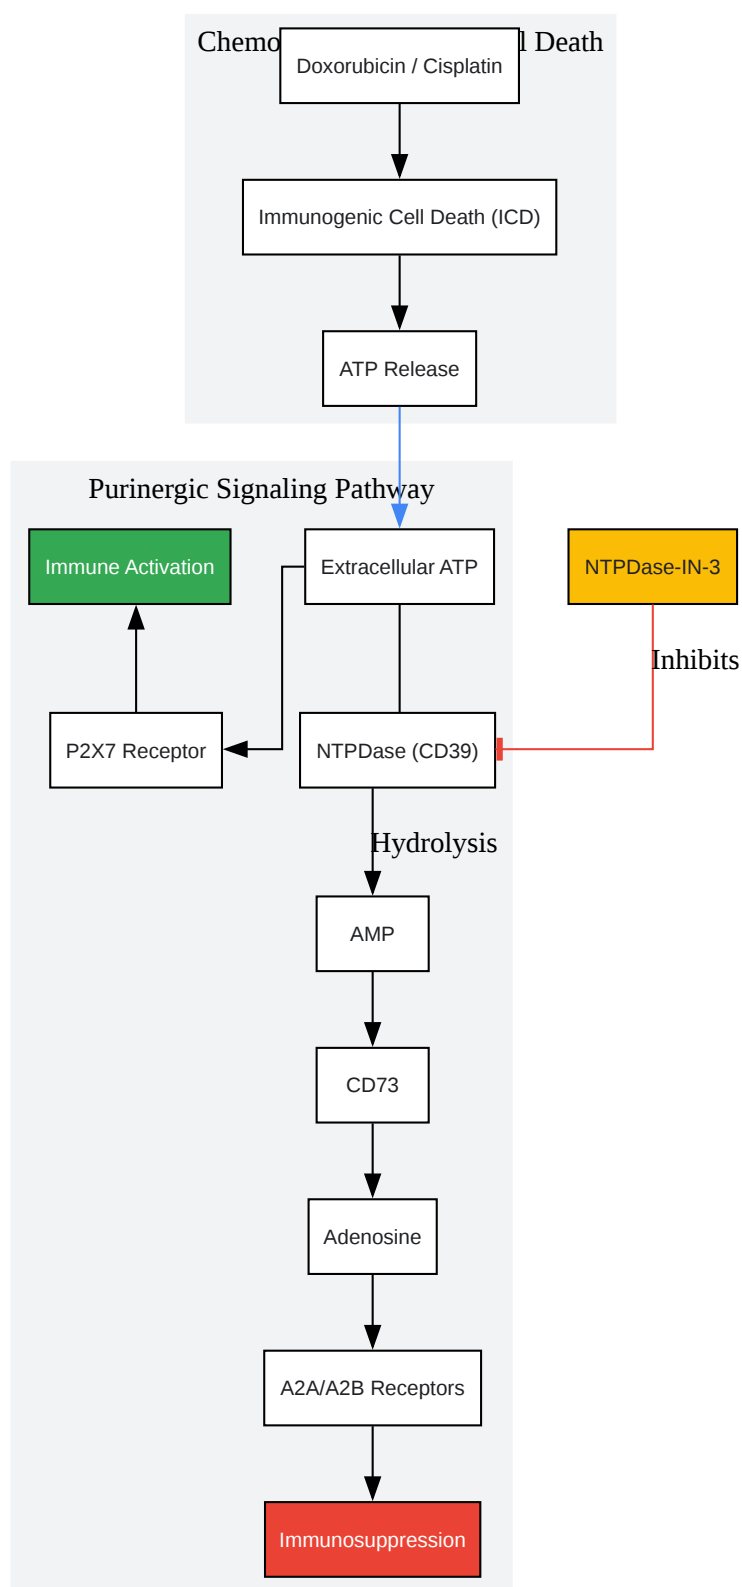 Chemo
l Death
Doxorubicin / Cisplatin
Immunogenic Cell Death (ICD)
ATP Release
Purinergic Signaling Pathway
Immune Activation
Extracellular ATP
NTPDase-IN-3
Inhibits
P2X7 Receptor
NTPDase (CD39)
Hydrolysis
AMP
CD73
Adenosine
A2A/A2B Receptors
Immunosuppression